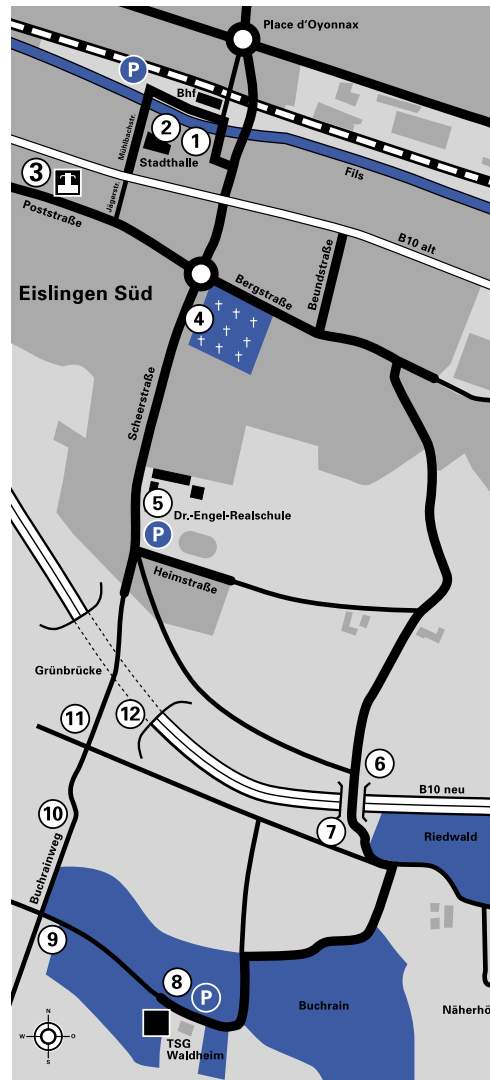 Place d'Oyonnax
P
Bhf
2
1
Mühlbachstr.
Stadthalle
3
Jägerstr.
Fils
Poststraße
B10 alt
Beundstraße
Bergstraße
Eislingen Süd
4
Scheerstraße
5
Dr.-Engel-Realschule
P
Heimstraße
Grünbrücke
12
11
6
B10 neu
10
7
Riedwald
Buchrainweg
9
8
P
Buchrain
Näherhö
N
W
O
S
TSG
Waldheim